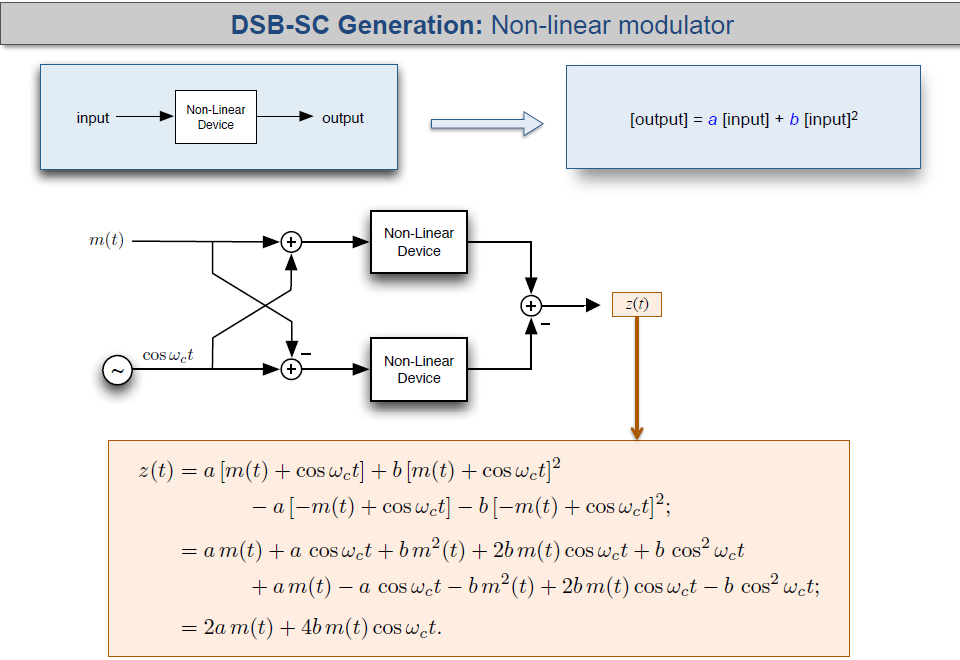 DSB-SC Generation: Non-linear modulator
input
Non-Linear
Device
output
[output] = a [input] + b [input]²
m(t)
Non-Linear
Device
+
+
z(t)
−
cos ω_c t
−
~
+
Non-Linear
Device
z(t) = a [m(t) + cos ω_c t] + b [m(t) + cos ω_c t]²
− a [−m(t) + cos ω_c t] − b [−m(t) + cos ω_c t]²;
= a m(t) + a cos ω_c t + b m²(t) + 2b m(t) cos ω_c t + b cos² ω_c t
+ a m(t) − a cos ω_c t − b m²(t) + 2b m(t) cos ω_c t − b cos² ω_c t;
= 2a m(t) + 4b m(t) cos ω_c t.